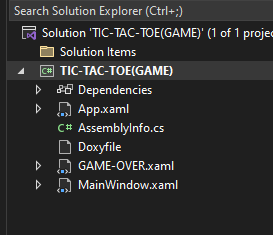 Search Solution Explorer (Ctrl+;)
Solution 'TIC-TAC-TOE(GAME)' (1 of 1 proje
Solution Items
TIC-TAC-TOE(GAME)
Dependencies
App.xaml
AssemblyInfo.cs
Doxyfile
GAME-OVER.xaml
MainWindow.xaml